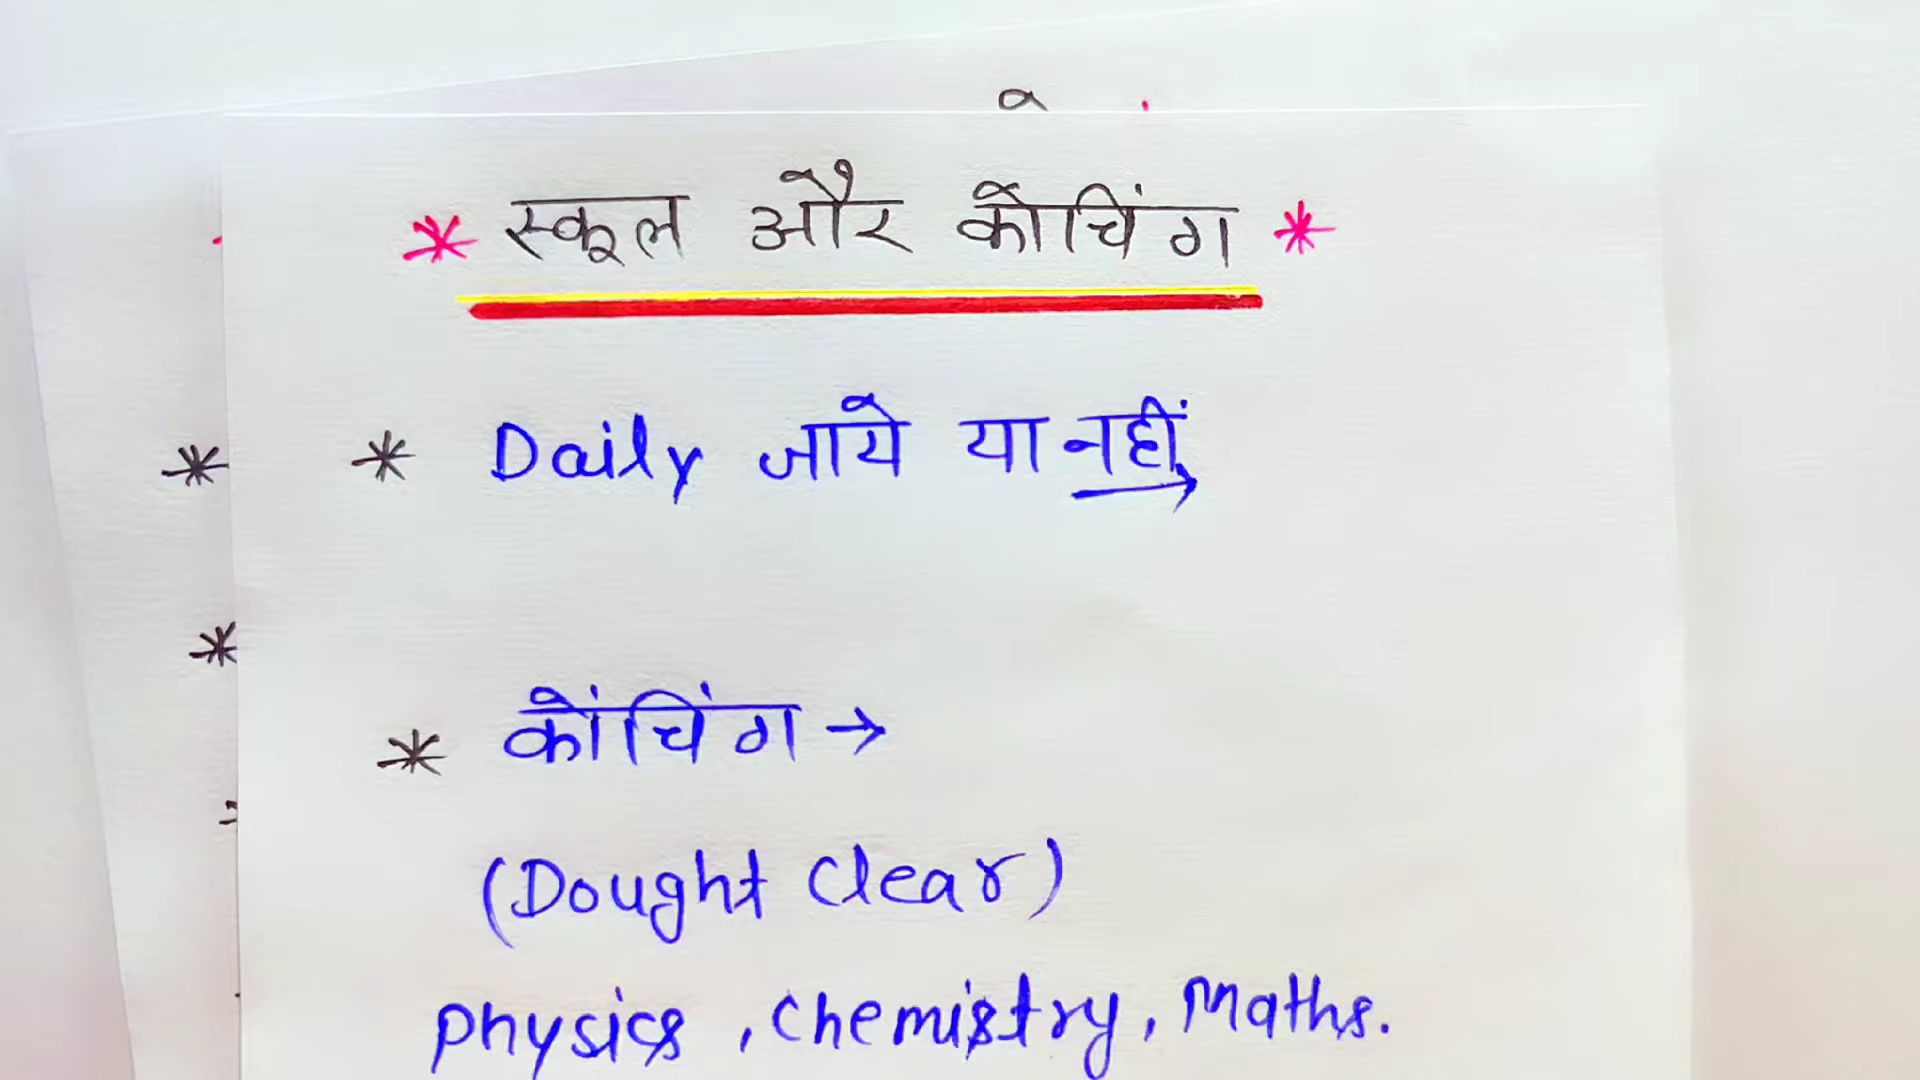 * स्कूल और कोचिंग *
* Daily जाये या नहीं
* कोंचिंग →
(Dought Clear)
Physics, Chemistry, Maths.